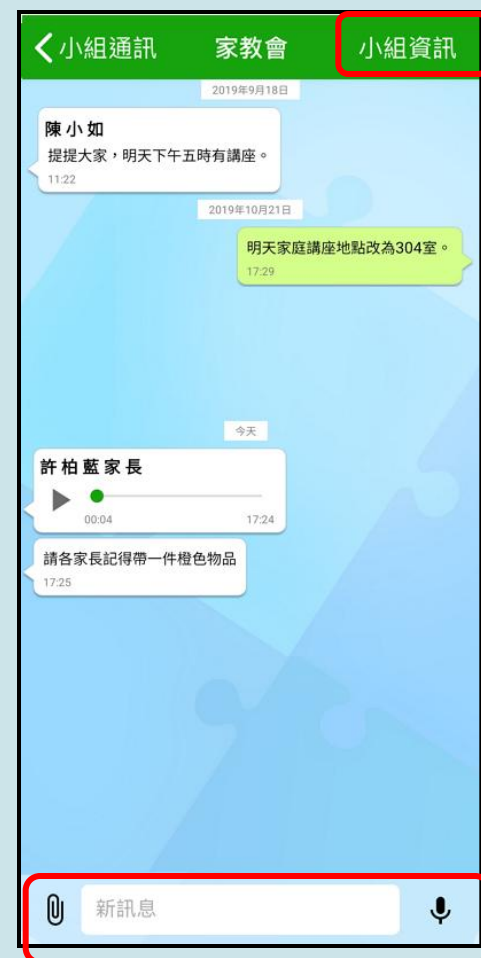 小組通訊 家教會 小組資訊
2019年9月18日
陳小如
提提大家，明天下午五時有講座。
11:22
2019年10月21日
明天家庭講座地點改為304室。
17:29
今天
許柏藍家長
00:04 17:24
請各家長記得帶一件橙色物品
17:25
新訊息